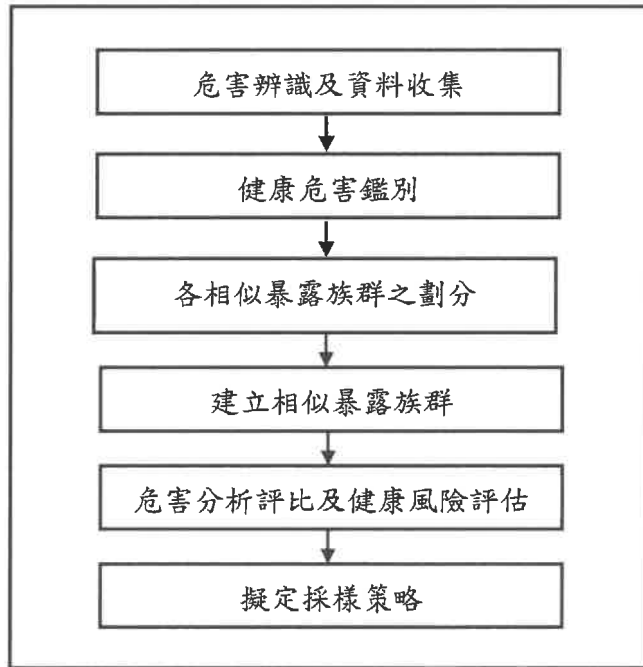 危害辨識及資料收集
健康危害鑑別
各相似暴露族群之劃分
建立相似暴露族群
危害分析評比及健康風險評估
擬定採樣策略